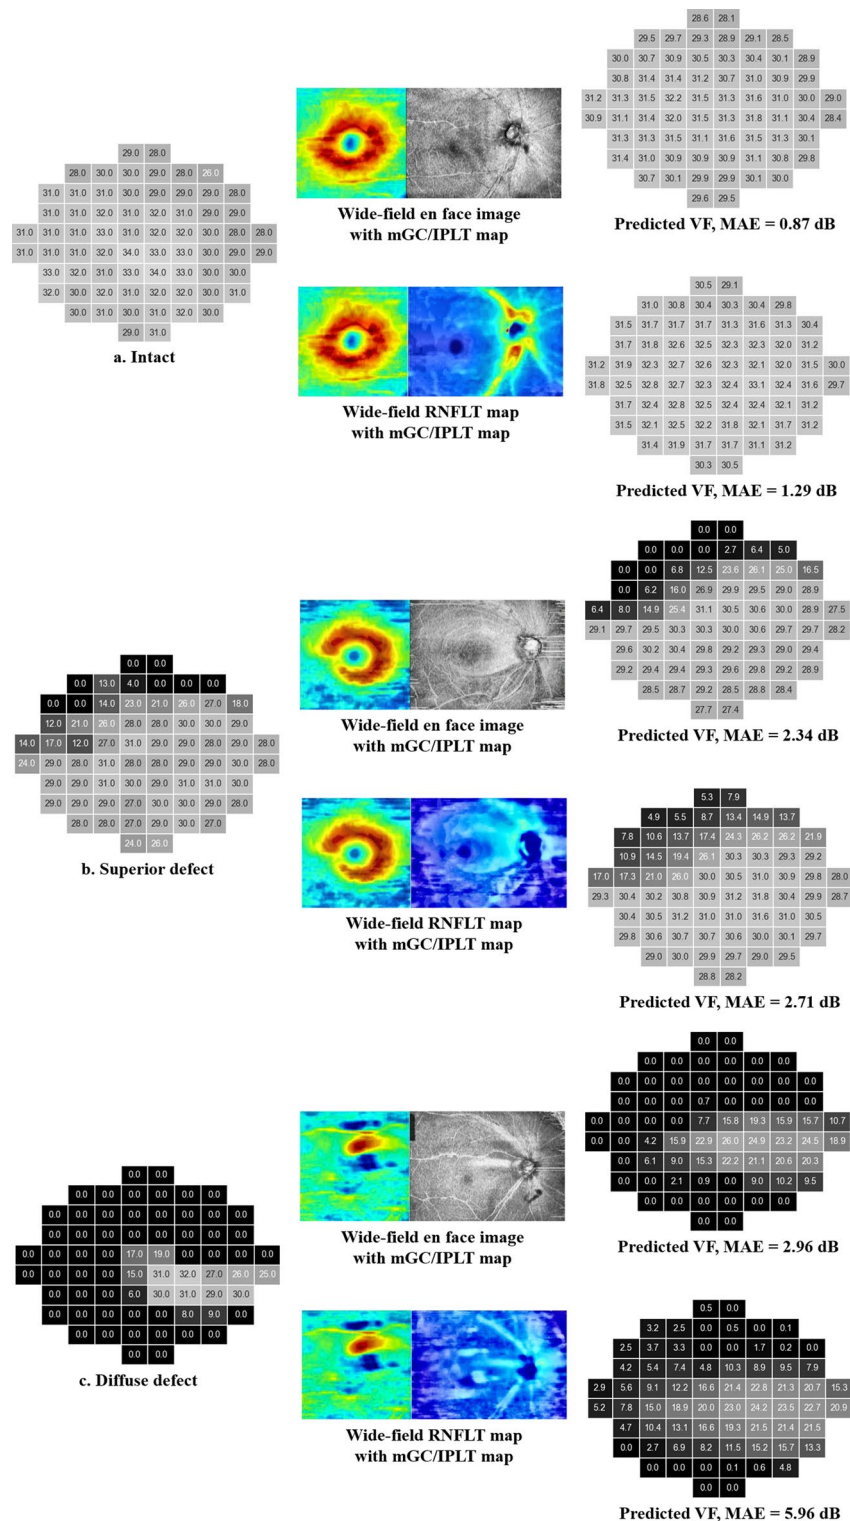 29.0 28.0
28.0 30.0 30.0 29.0 28.0 26.0
31.0 31.0 31.0 30.0 29.0 29.0 29.0 28.0
31.0 31.0 32.0 31.0 32.0 31.0 29.0 29.0
31.0 31.0 30.0 33.0 31.0 32.0 32.0 30.0 28.0 28.0
31.0 31.0 31.0 32.0 34.0 33.0 33.0 30.0 29.0 29.0
33.0 32.0 31.0 33.0 34.0 33.0 30.0 30.0
32.0 30.0 30.0 31.0 32.0 32.0 30.0 31.0
30.0 31.0 30.0 31.0 32.0 30.0
29.0 31.0
a. Intact
Wide-field en face image
with mGC/IPLT map
28.6 28.1
29.5 29.7 29.3 28.9 29.1 28.5
30.0 30.7 30.9 30.5 30.3 30.4 30.1 28.9
30.8 31.4 31.4 31.2 30.7 31.0 30.9 29.9
31.2 31.3 31.5 32.2 31.5 31.3 31.6 31.0 30.0 29.0
30.9 31.1 31.4 32.0 31.5 31.3 31.8 31.1 30.4 28.4
31.3 31.3 31.5 31.1 31.6 31.5 31.3 30.1
31.4 31.0 30.9 30.9 30.9 31.1 30.8 29.8
30.7 30.1 29.9 29.9 30.1 30.0
29.6 29.5
Predicted VF, MAE = 0.87 dB
Wide-field RNFLT map
with mGC/IPLT map
30.5 29.1
31.0 30.8 30.4 30.3 30.4 29.8
31.5 31.7 31.7 31.7 31.3 31.6 31.3 30.4
31.7 31.8 32.6 32.5 32.3 32.3 32.0 31.2
31.2 31.9 32.3 32.7 32.6 32.3 32.1 32.0 31.5 30.0
31.8 32.5 32.8 32.7 32.3 32.4 33.1 32.4 31.6 29.7
31.7 32.4 32.8 32.5 32.4 32.4 32.1 31.2
31.5 32.1 32.5 32.2 31.8 32.1 31.7 31.2
31.4 31.9 31.7 31.7 31.1 31.2
30.3 30.5
Predicted VF, MAE = 1.29 dB
0.0 0.0
0.0 13.0 4.0 0.0 0.0 0.0
0.0 0.0 14.0 23.0 21.0 26.0 27.0 18.0
12.0 21.0 26.0 28.0 28.0 30.0 30.0 29.0
14.0 17.0 12.0 27.0 31.0 29.0 29.0 28.0 29.0 28.0
24.0 29.0 28.0 31.0 28.0 28.0 29.0 29.0 30.0 28.0
29.0 29.0 31.0 30.0 29.0 31.0 31.0 30.0
29.0 29.0 29.0 27.0 30.0 30.0 29.0 28.0
28.0 28.0 27.0 29.0 30.0 27.0
24.0 26.0
b. Superior defect
Wide-field en face image
with mGC/IPLT map
0.0 0.0
0.0 0.0 0.0 2.7 6.4 5.0
0.0 0.0 6.8 12.5 23.6 26.1 25.0 16.5
0.0 6.2 16.0 26.9 29.9 29.5 29.0 28.9
6.4 8.0 14.9 25.4 31.1 30.5 30.6 30.0 28.9 27.5
29.1 29.7 29.5 30.3 30.3 30.0 30.6 29.7 29.7 28.2
29.6 30.2 30.4 29.8 29.2 29.3 29.0 29.4
29.2 29.4 29.4 29.3 29.6 29.8 29.2 28.9
28.5 28.7 29.2 28.5 28.8 28.4
27.7 27.4
Predicted VF, MAE = 2.34 dB
Wide-field RNFLT map
with mGC/IPLT map
5.3 7.9
4.9 5.5 8.7 13.4 14.9 13.7
7.8 10.6 13.7 17.4 24.3 26.2 26.2 21.9
10.9 14.5 19.4 26.1 30.3 30.3 29.3 29.2
17.0 17.3 21.0 26.0 30.0 30.5 31.0 30.9 29.8 28.0
29.3 30.4 30.2 30.8 30.9 31.2 31.8 30.4 29.9 28.7
30.4 30.5 31.2 31.0 31.0 31.6 31.0 30.5
29.8 30.6 30.7 30.7 30.6 30.0 30.1 29.7
29.0 30.0 29.9 29.7 29.0 29.5
28.8 28.2
Predicted VF, MAE = 2.71 dB
0.0 0.0
0.0 0.0 0.0 0.0 0.0 0.0
0.0 0.0 0.0 0.0 0.0 0.0 0.0 0.0
0.0 0.0 0.0 0.0 0.0 0.0 0.0 0.0
0.0 0.0 0.0 0.0 17.0 19.0 0.0 0.0 0.0 0.0
0.0 0.0 0.0 0.0 15.0 31.0 32.0 27.0 26.0 25.0
0.0 0.0 0.0 6.0 30.0 31.0 29.0 30.0
0.0 0.0 0.0 0.0 0.0 8.0 9.0 0.0
0.0 0.0 0.0 0.0 0.0 0.0
0.0 0.0
c. Diffuse defect
Wide-field en face image
with mGC/IPLT map
0.0 0.0
0.0 0.0 0.0 0.0 0.0 0.0
0.0 0.0 0.0 0.0 0.0 0.0 0.0 0.0
0.0 0.0 0.0 0.7 0.0 0.0 0.0 0.0
0.0 0.0 0.0 0.0 7.7 15.8 19.3 15.9 15.7 10.7
0.0 0.0 4.2 15.9 22.9 26.0 24.9 23.2 24.5 18.9
0.0 6.1 9.0 15.3 22.2 21.1 20.6 20.3
0.0 0.0 2.1 0.9 0.0 9.0 10.2 9.5
0.0 0.0 0.0 0.0 0.0 0.0
0.0 0.0
Predicted VF, MAE = 2.96 dB
Wide-field RNFLT map
with mGC/IPLT map
0.5 0.0
3.2 2.5 0.0 0.5 0.0 0.1
2.5 3.7 3.3 0.0 0.0 1.7 0.2 0.0
4.2 5.4 7.4 4.8 10.3 8.9 9.5 7.9
2.9 5.6 9.1 12.2 16.6 21.4 22.8 21.3 20.7 15.3
5.2 7.8 15.0 18.9 20.0 23.0 24.2 23.5 22.7 20.9
4.7 10.4 13.1 16.6 19.3 21.5 21.4 21.5
0.0 2.7 6.9 8.2 11.5 15.2 15.7 13.3
0.0 0.0 0.0 0.1 0.6 4.8
0.0 0.0
Predicted VF, MAE = 5.96 dB